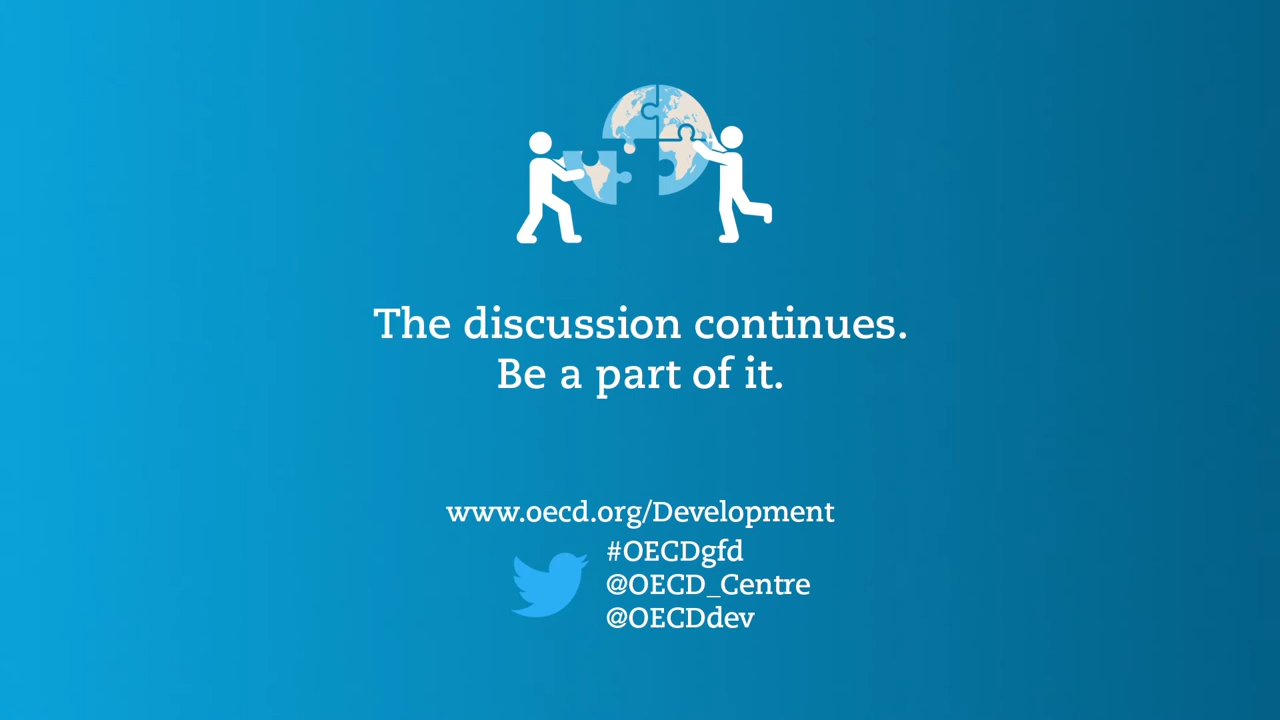 The discussion continues.
Be a part of it.
www.oecd.org/Development
#OECDgfd
@OECD_Centre
@OECDdev